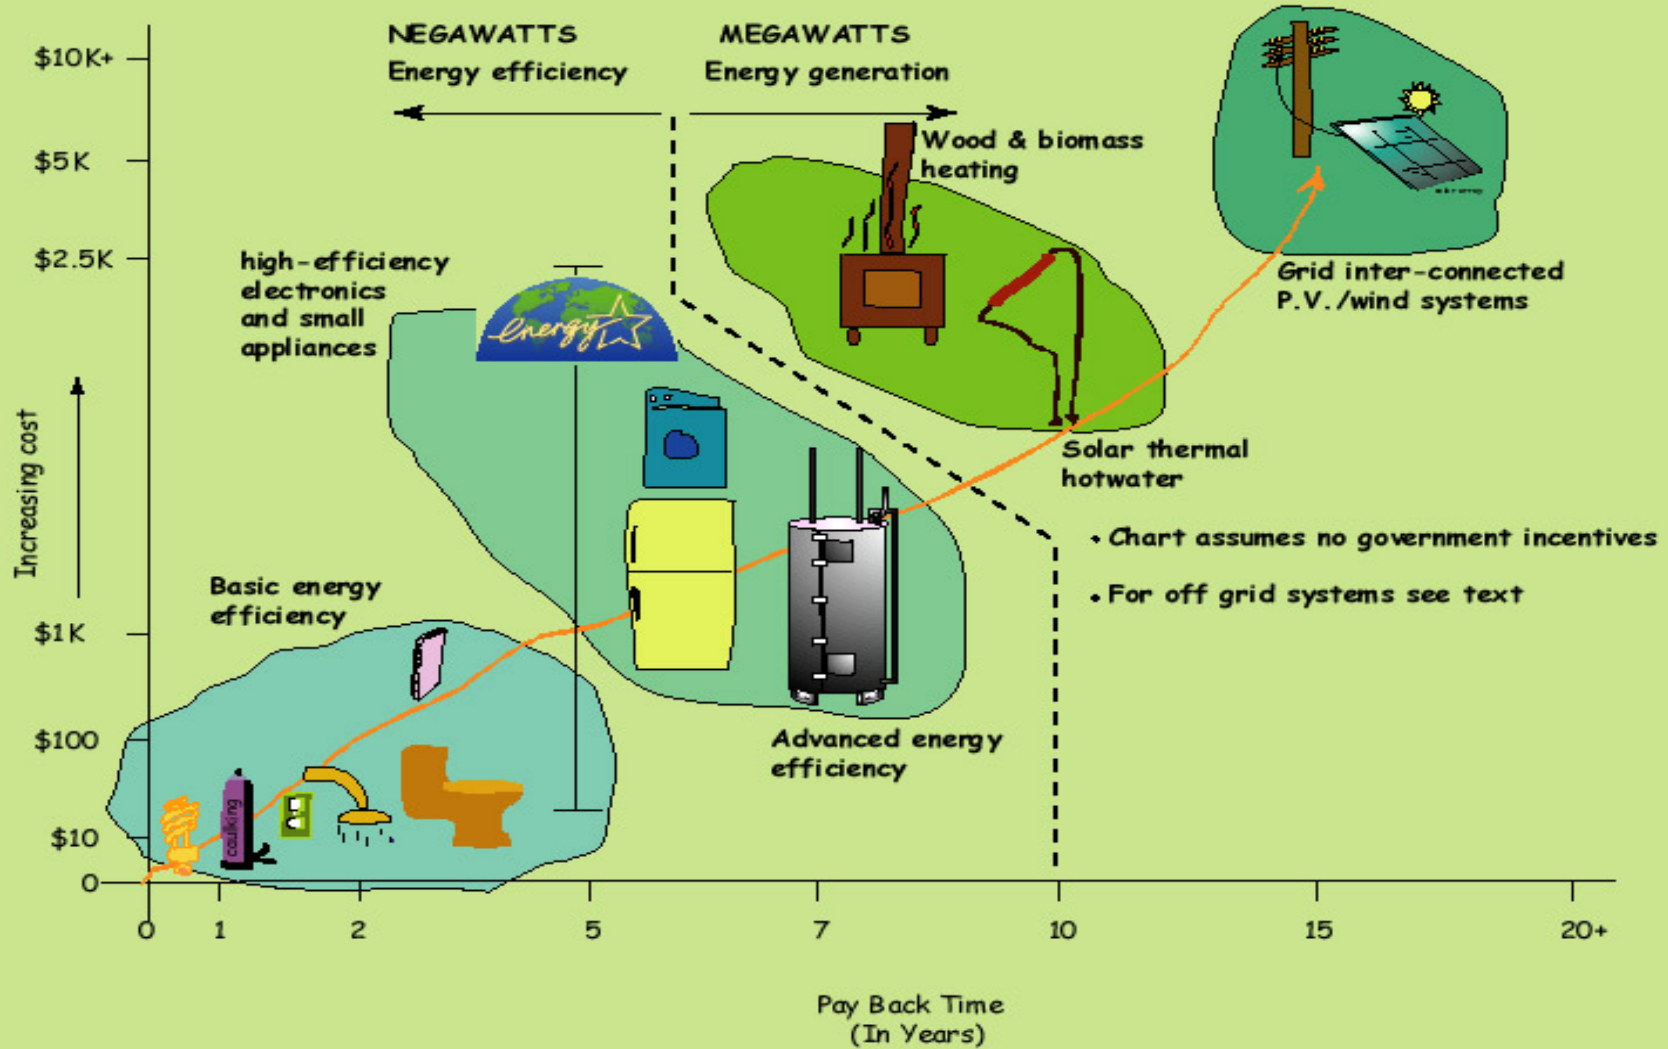 NEGAWATTS
Energy efficiency
MEGAWATTS
Energy generation
$10K+
$5K
$2.5K
$1K
$100
$10
0
Increasing cost
Wood & biomass
heating
high-efficiency
electronics
and small
appliances
energy
Grid inter-connected
P.V./wind systems
Solar thermal
hotwater
• Chart assumes no government incentives
• For off grid systems see text
Basic energy
efficiency
Advanced energy
efficiency
caulking
0
1
2
5
7
10
15
20+
Pay Back Time
(In Years)